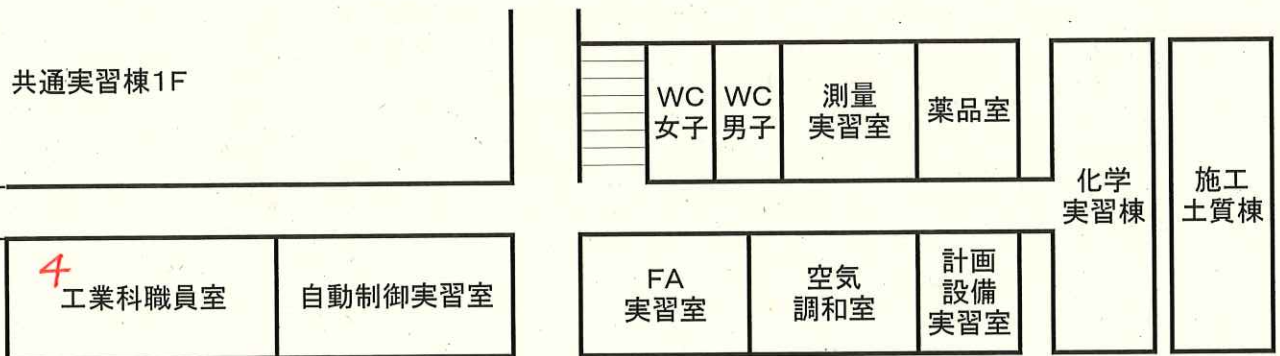 共通実習棟1F
WC
女子
WC
男子
測量
実習室
薬品室
化学
実習棟
施工
土質棟
4
工業科職員室
自動制御実習室
FA
実習室
空気
調和室
計画
設備
実習室